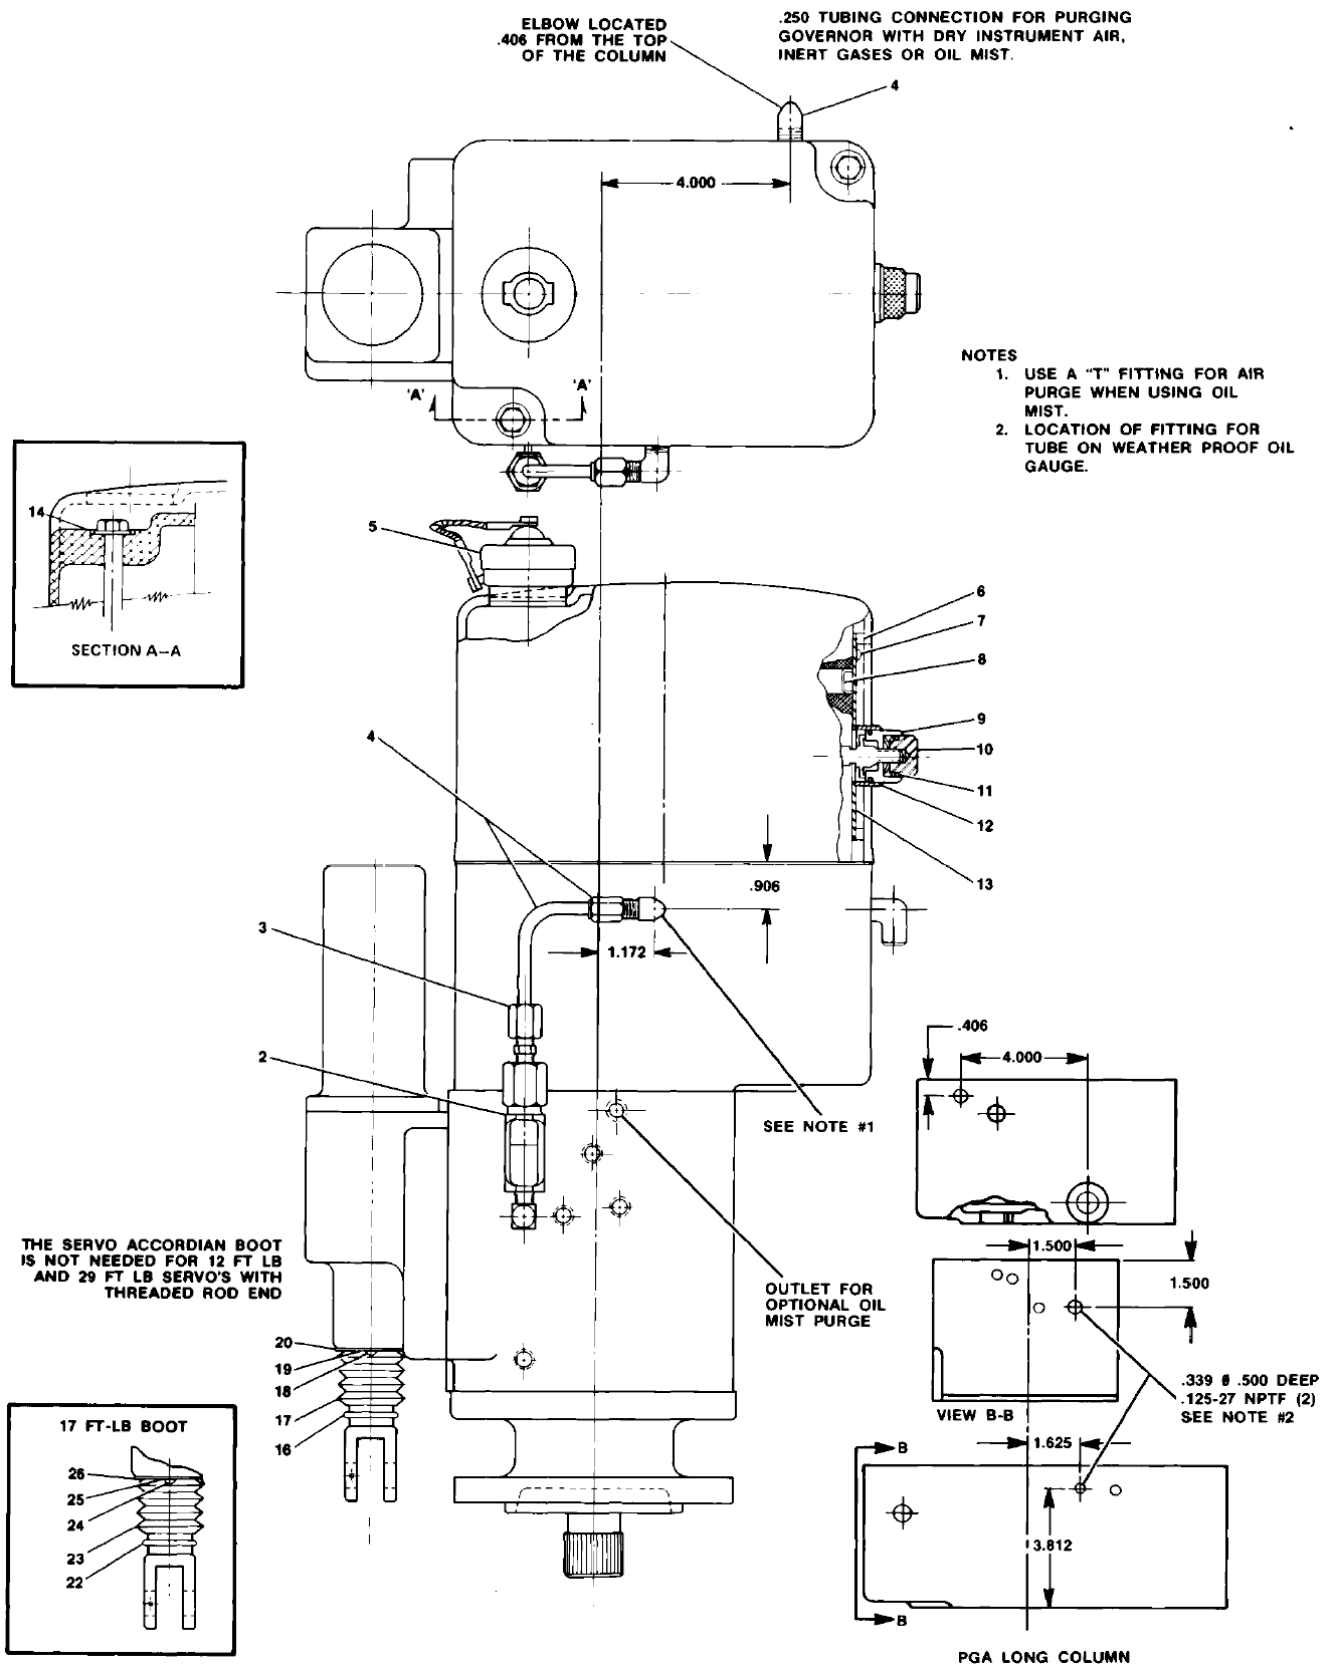 ELBOW LOCATED
.406 FROM THE TOP
OF THE COLUMN
.250 TUBING CONNECTION FOR PURGING
GOVERNOR WITH DRY INSTRUMENT AIR,
INERT GASES OR OIL MIST.
4
4.000
NOTES
1. USE A "T" FITTING FOR AIR
PURGE WHEN USING OIL
MIST.
2. LOCATION OF FITTING FOR
TUBE ON WEATHER PROOF OIL
GAUGE.
'A'
'A'
14
SECTION A-A
5
6
7
8
9
10
11
12
13
4
.906
1.172
3
2
SEE NOTE #1
.406
4.000
THE SERVO ACCORDIAN BOOT
IS NOT NEEDED FOR 12 FT LB
AND 29 FT LB SERVO'S WITH
THREADED ROD END
OUTLET FOR
OPTIONAL OIL
MIST PURGE
1.500
1.500
20
19
18
17
16
.339 ø .500 DEEP
.125-27 NPTF (2)
SEE NOTE #2
VIEW B-B
17 FT-LB BOOT
26
25
24
23
22
B
1.625
3.812
B
PGA LONG COLUMN